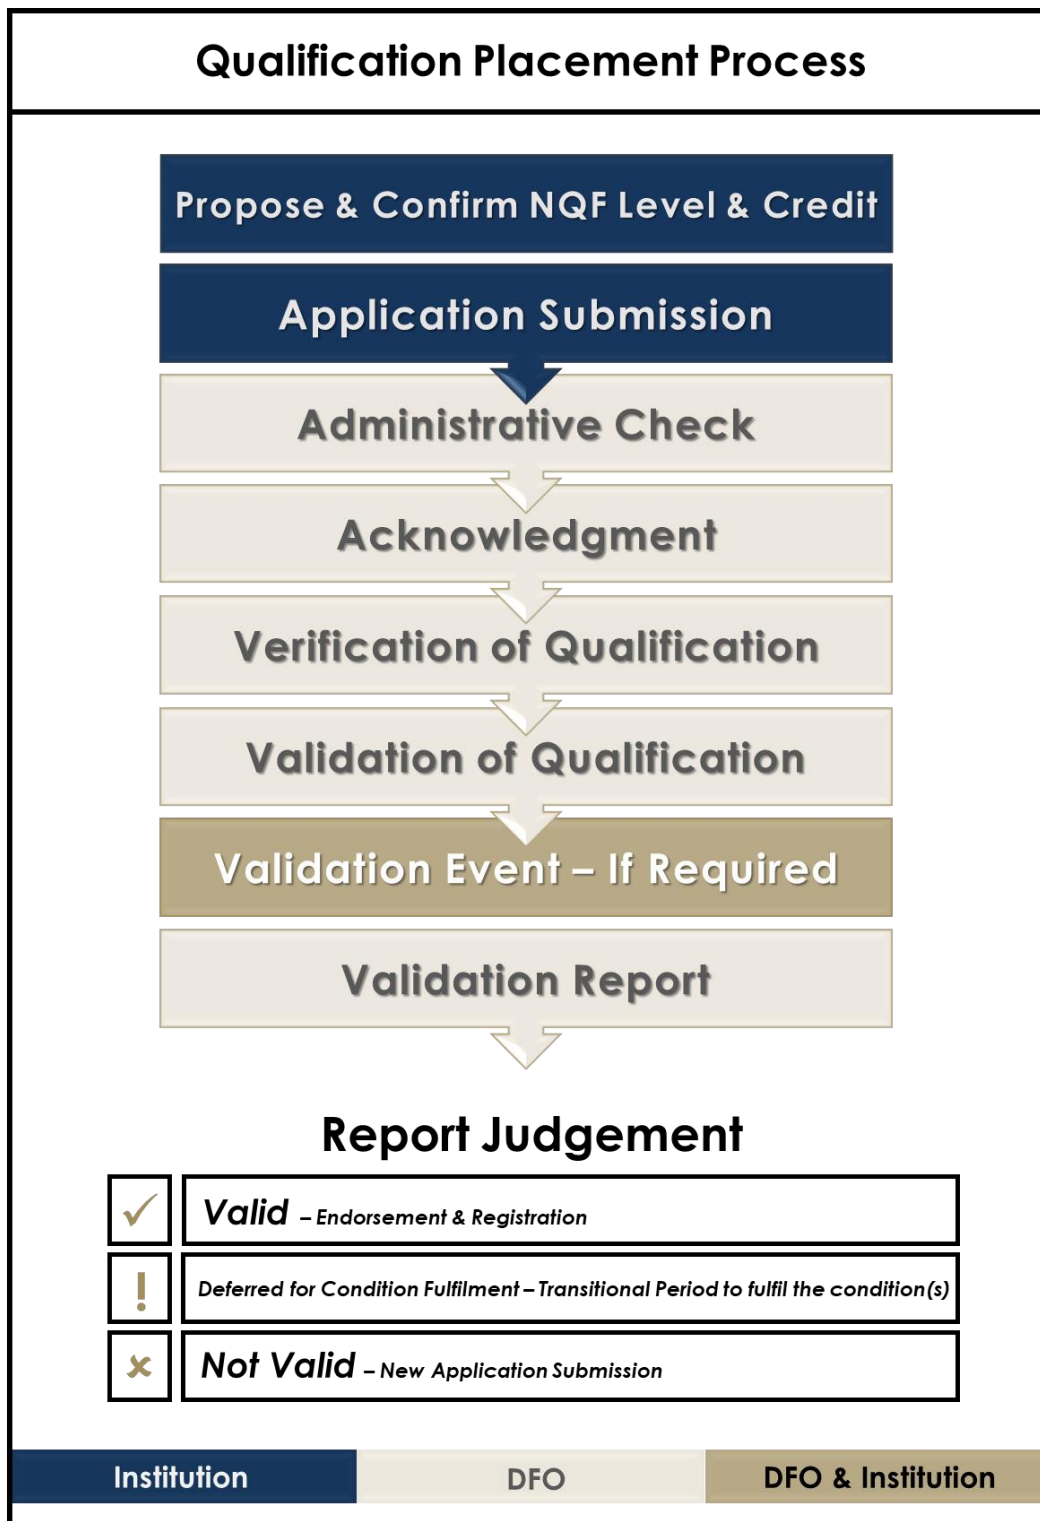 Qualification Placement Process
Propose & Confirm NQF Level & Credit
Application Submission
Administrative Check
Acknowledgment
Verification of Qualification
Validation of Qualification
Validation Event – If Required
Validation Report
Report Judgement
Valid – Endorsement & Registration
Deferred for Condition Fulfilment – Transitional Period to fulfil the condition(s)
Not Valid – New Application Submission
Institution
DFO
DFO & Institution